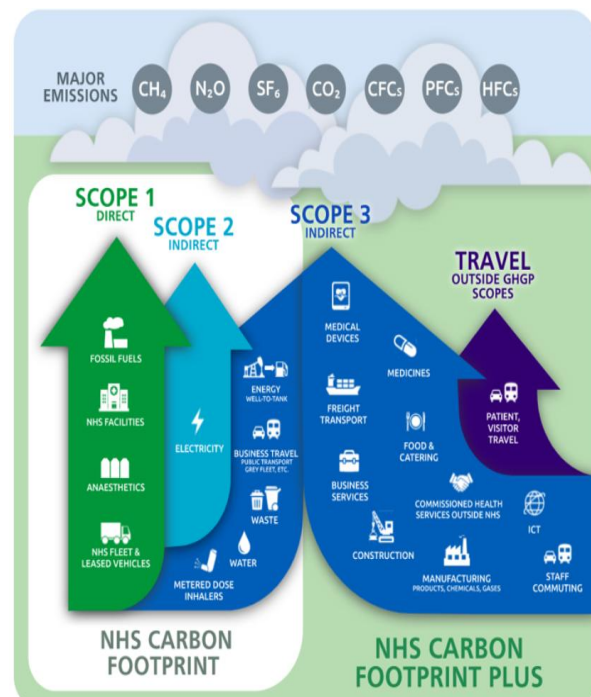 MAJOR
EMISSIONS
CH4
N2O
SF6
CO2
CFCs
PFCs
HFCs
SCOPE 1
DIRECT
SCOPE 2
INDIRECT
SCOPE 3
INDIRECT
TRAVEL
OUTSIDE GHGP
SCOPES
FOSSIL FUELS
NHS FACILITIES
ANAESTHETICS
NHS FLEET &
LEASED VEHICLES
ELECTRICITY
ENERGY
WELL-TO-TANK
BUSINESS TRAVEL
PUBLIC TRANSPORT
GREY FLEET, ETC.
WASTE
WATER
METERED DOSE
INHALERS
MEDICAL
DEVICES
MEDICINES
FREIGHT
TRANSPORT
FOOD &
CATERING
BUSINESS
SERVICES
COMMISSIONED HEALTH
SERVICES OUTSIDE NHS
CONSTRUCTION
MANUFACTURING
PRODUCTS, CHEMICALS, GASES
ICT
STAFF
COMMUTING
PATIENT,
VISITOR
TRAVEL
NHS CARBON
FOOTPRINT
NHS CARBON
FOOTPRINT PLUS